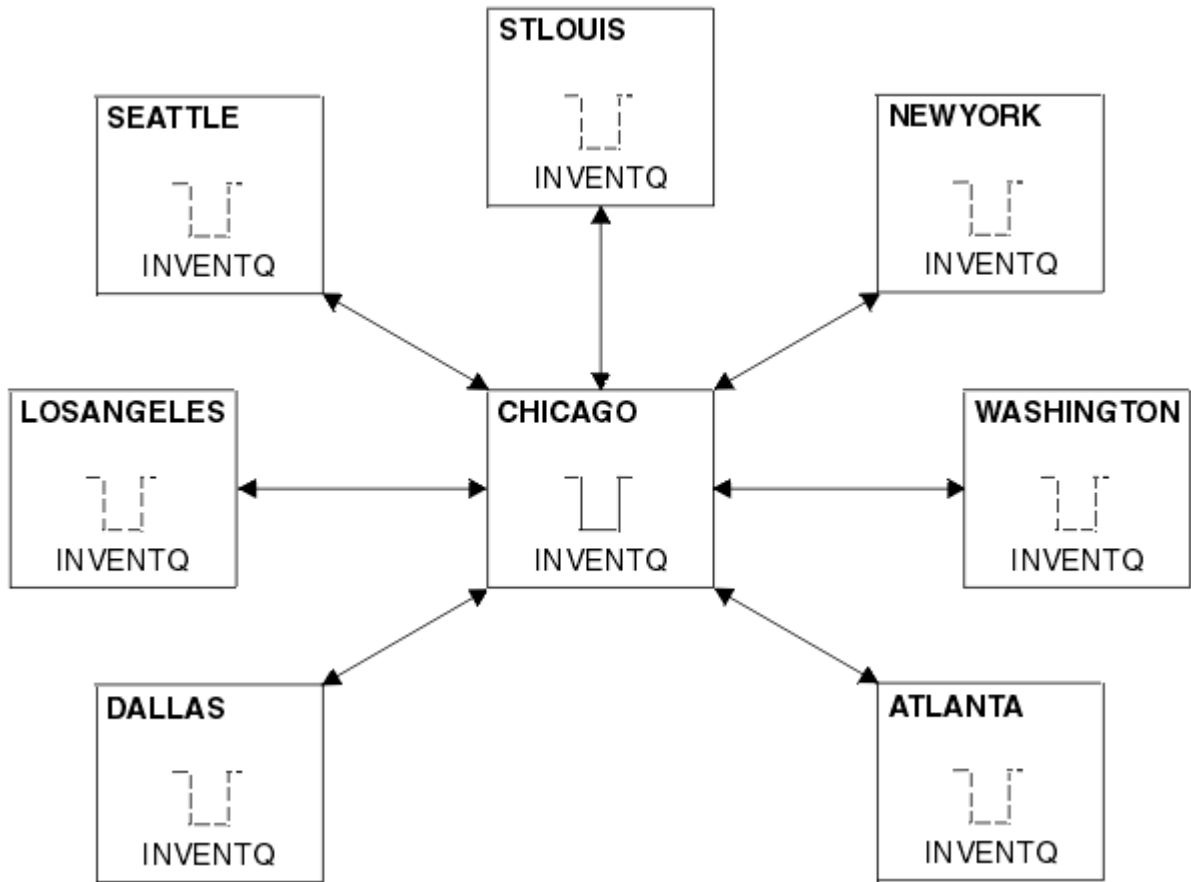 STLOUIS
INVENTQ
SEATTLE
INVENTQ
NEWYORK
INVENTQ
LOSANGELES
INVENTQ
CHICAGO
INVENTQ
WASHINGTON
INVENTQ
DALLAS
INVENTQ
ATLANTA
INVENTQ